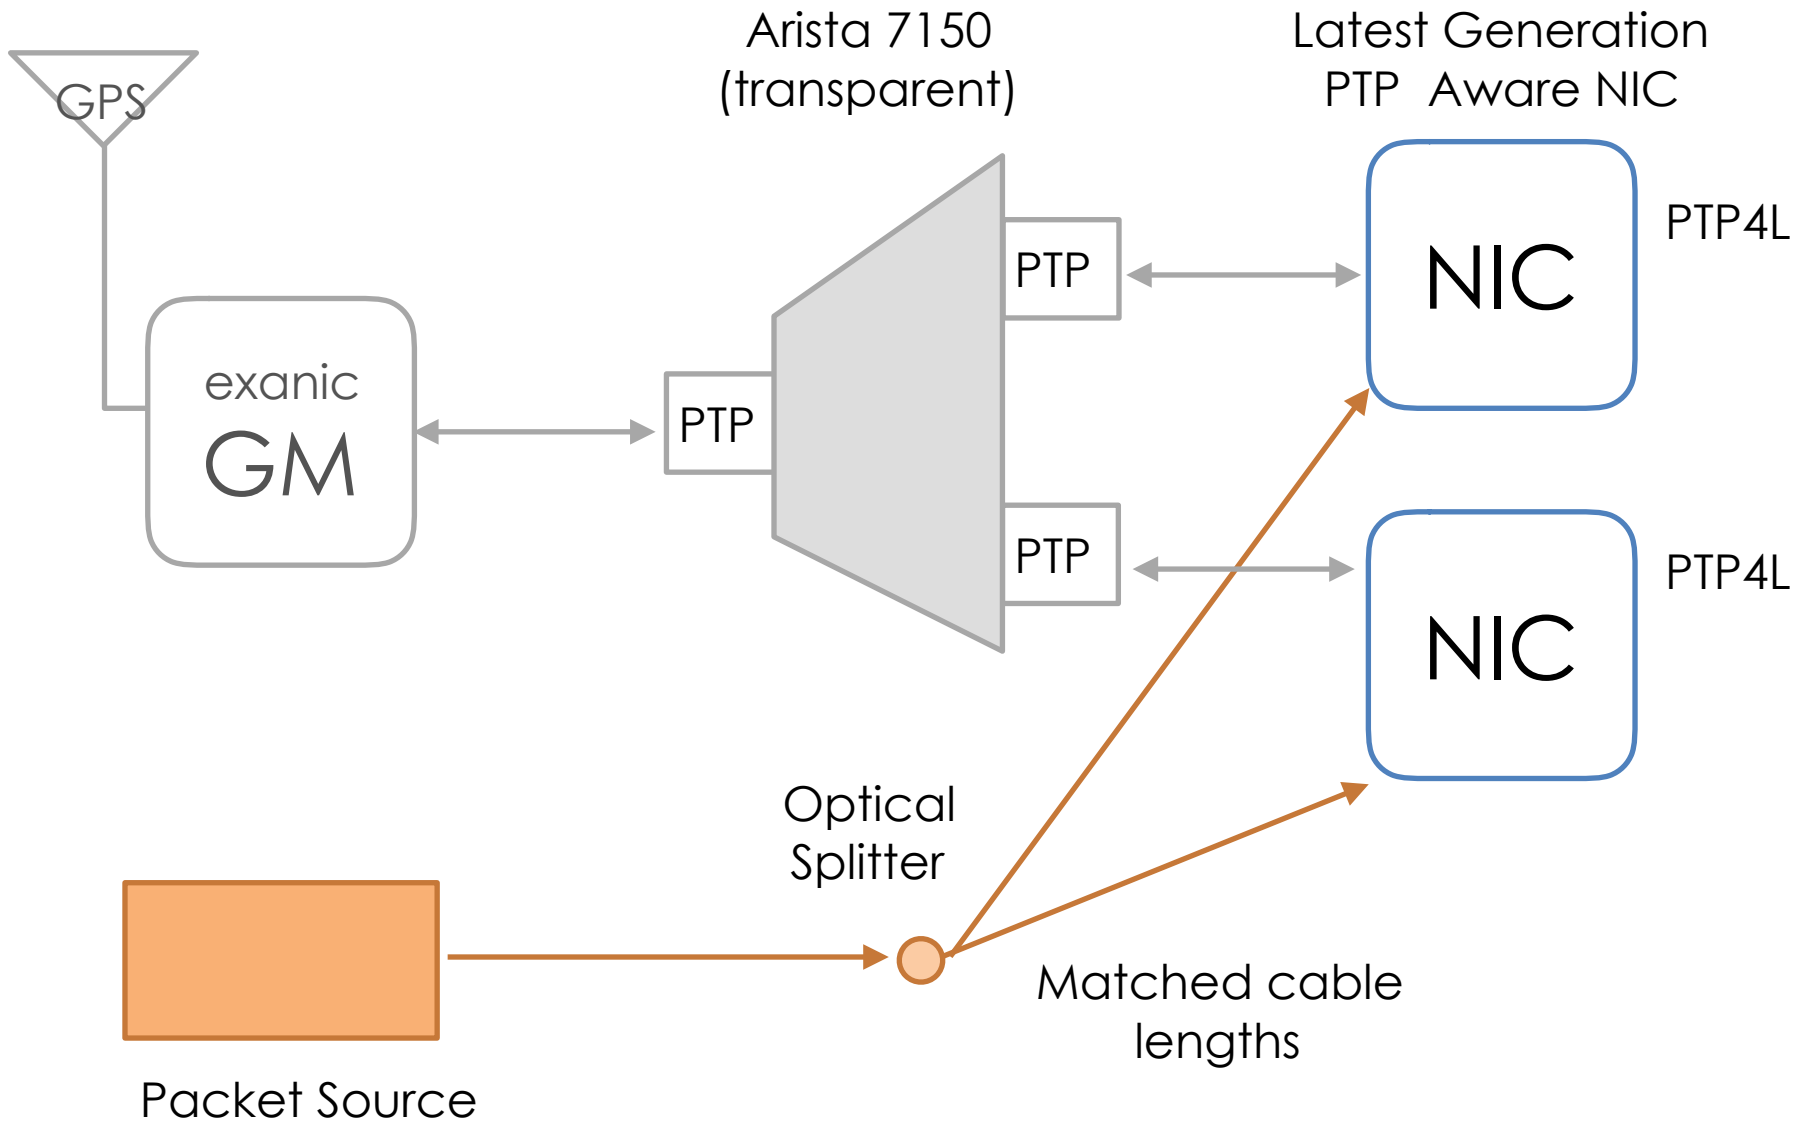 Arista 7150
(transparent)
Latest Generation
PTP Aware NIC
GPS
PTP
NIC
PTP4L
exanic
GM
PTP
PTP
NIC
PTP4L
Optical
Splitter
Matched cable
lengths
Packet Source